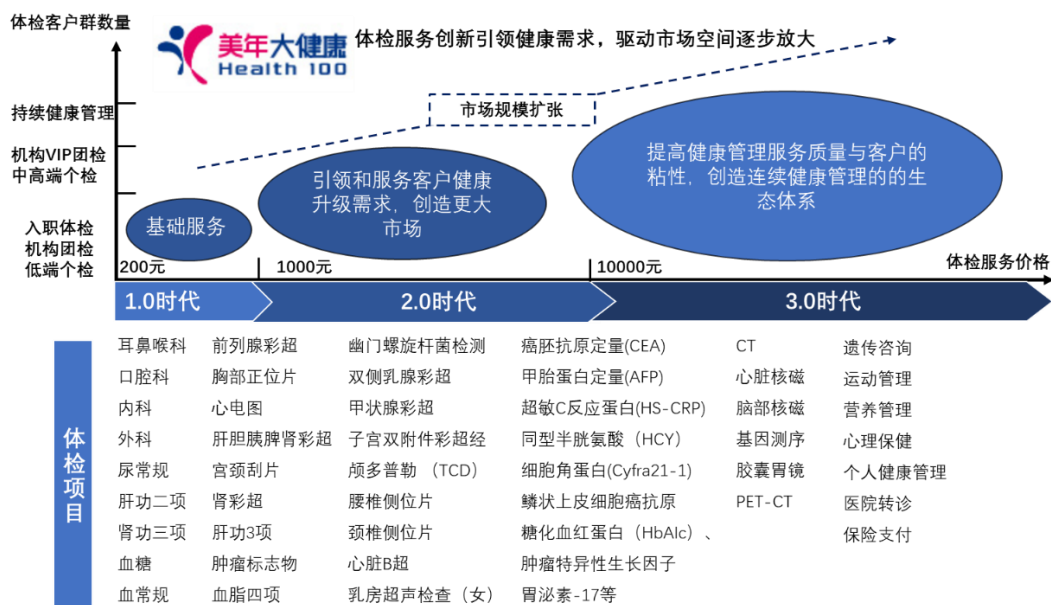 体检客户群数量
美年大健康
Health 100
体检服务创新引领健康需求，驱动市场空间逐步放大
市场规模扩张
持续健康管理
机构VIP团检
中高端个检
入职体检
机构团检
低端个检
基础服务
引领和服务客户健康
升级需求，创造更大
市场
提高健康管理服务质量与客户的
粘性，创造连续健康管理的的生
态体系
200元
1000元
10000元
体检服务价格
1.0时代
2.0时代
3.0时代
体检项目
耳鼻喉科
口腔科
内科
外科
尿常规
肝功二项
肾功三项
血糖
血常规
前列腺彩超
胸部正位片
心电图
肝胆胰脾肾彩超
宫颈刮片
肾彩超
肝功3项
肿瘤标志物
血脂四项
幽门螺旋杆菌检测
双侧乳腺彩超
甲状腺彩超
子宫双附件彩超经
颅多普勒 （TCD）
腰椎侧位片
颈椎侧位片
心脏B超
乳房超声检查（女）
癌胚抗原定量(CEA)
甲胎蛋白定量(AFP)
超敏C反应蛋白(HS-CRP)
同型半胱氨酸（HCY)
细胞角蛋白(Cyfra21-1)
鳞状上皮细胞癌抗原
糖化血红蛋白（HbAlc）、
肿瘤特异性生长因子
胃泌素-17等
CT
心脏核磁
脑部核磁
基因测序
胶囊胃镜
PET-CT
遗传咨询
运动管理
营养管理
心理保健
个人健康管理
医院转诊
保险支付